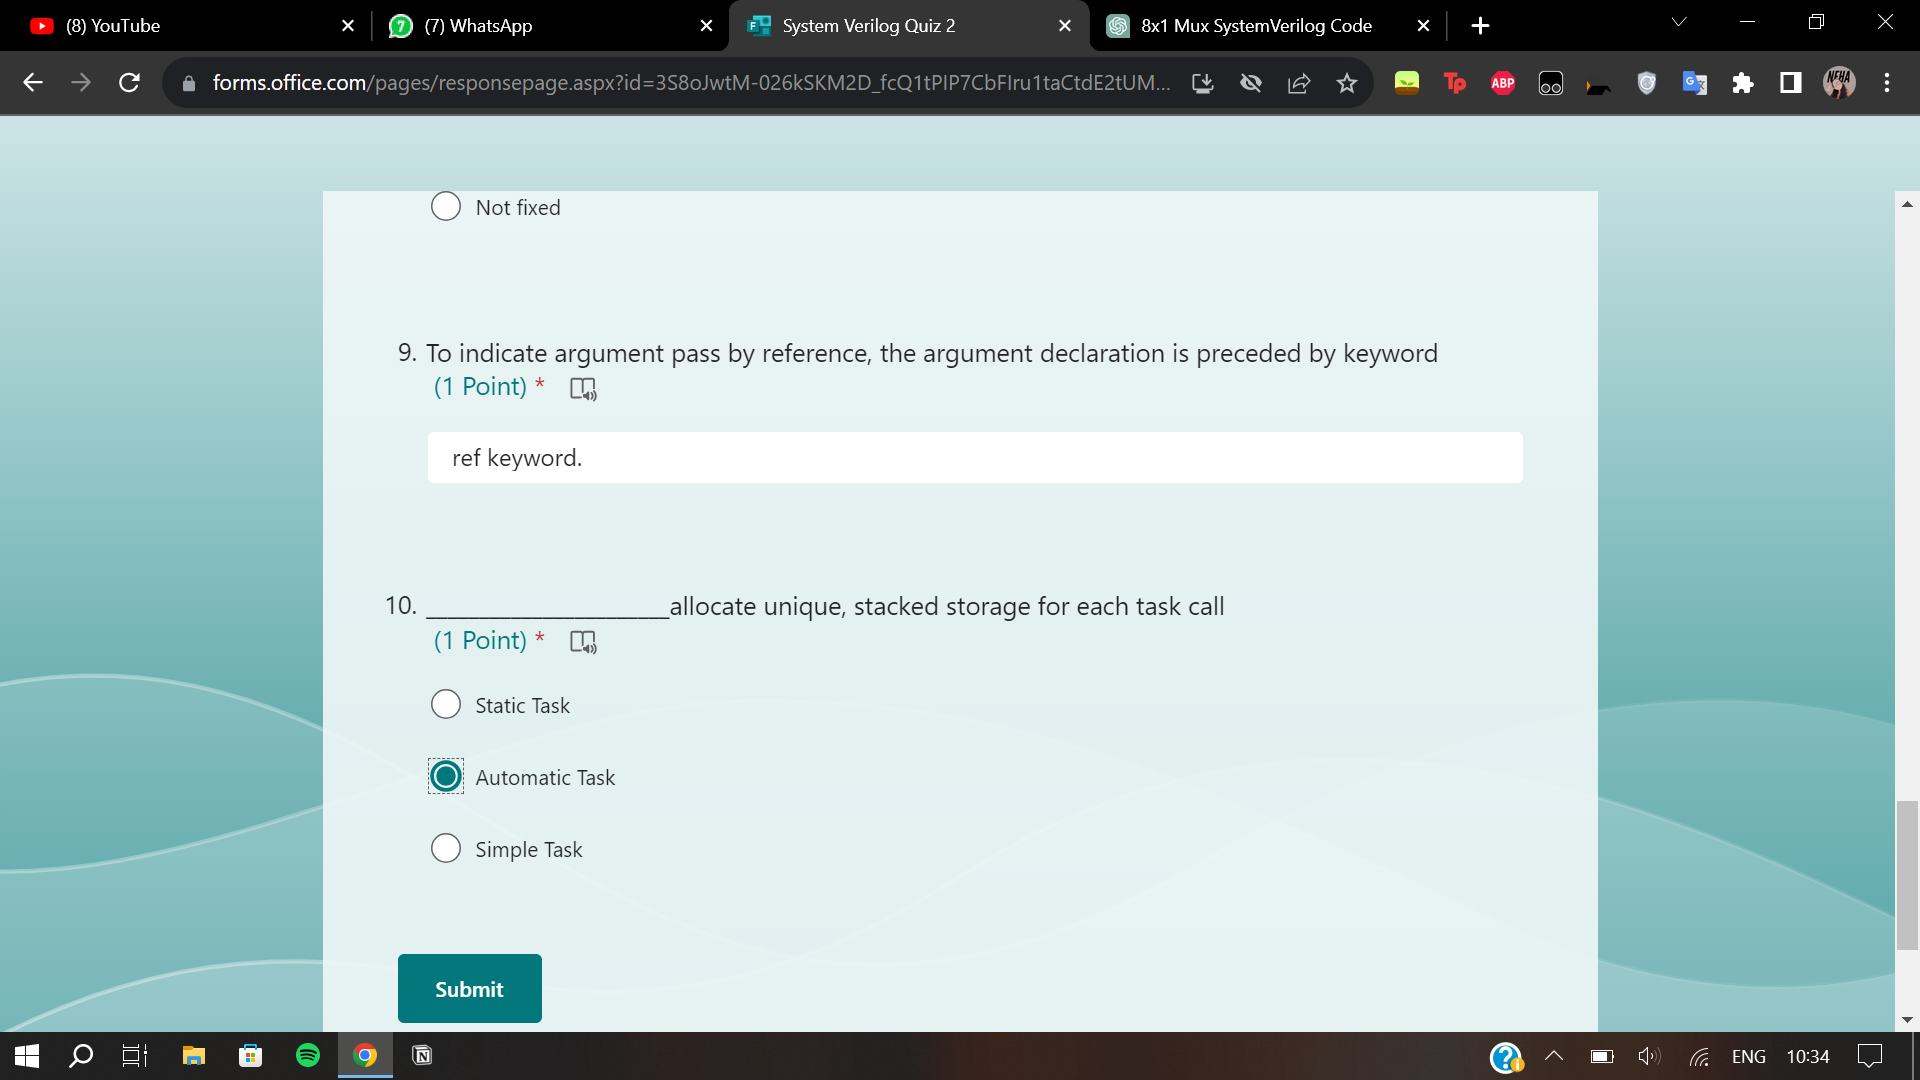 (8) YouTube
(7) WhatsApp
System Verilog Quiz 2
8x1 Mux SystemVerilog Code
forms.office.com/pages/responsepage.aspx?id=3S8oJwtM-026kSKM2D_fcQ1tPIP7CbFIru1taCtdE2tUM...
Not fixed
9. To indicate argument pass by reference, the argument declaration is preceded by keyword
(1 Point) *
ref keyword.
10. ____________________allocate unique, stacked storage for each task call
(1 Point) *
Static Task
Automatic Task
Simple Task
Submit
ENG 10:34